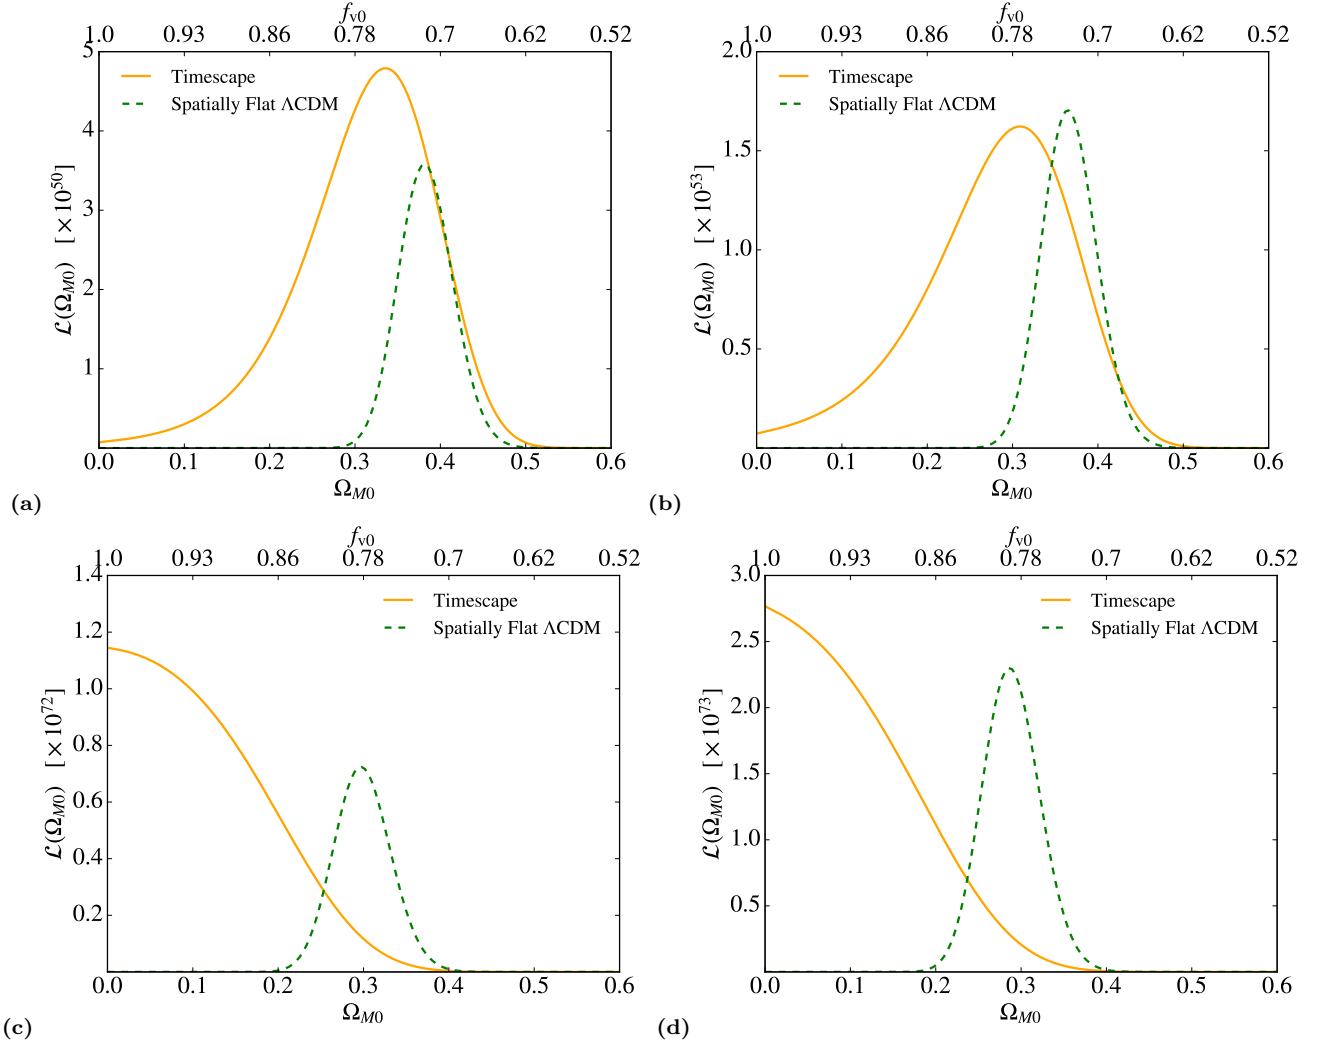 f_v0
1.0 0.93 0.86 0.78 0.7 0.62 0.52
Timescape
Spatially Flat ΛCDM
5
4
3
2
1
ℒ(Ω_M0) [×10^50]
0.0 0.1 0.2 0.3 0.4 0.5 0.6
Ω_M0
(a)
f_v0
1.0 0.93 0.86 0.78 0.7 0.62 0.52
Timescape
Spatially Flat ΛCDM
2.0
1.5
1.0
0.5
ℒ(Ω_M0) [×10^53]
0.0 0.1 0.2 0.3 0.4 0.5 0.6
Ω_M0
(b)
f_v0
1.0 0.93 0.86 0.78 0.7 0.62 0.52
Timescape
Spatially Flat ΛCDM
1.4
1.2
1.0
0.8
0.6
0.4
0.2
ℒ(Ω_M0) [×10^72]
0.0 0.1 0.2 0.3 0.4 0.5 0.6
Ω_M0
(c)
f_v0
1.0 0.93 0.86 0.78 0.7 0.62 0.52
Timescape
Spatially Flat ΛCDM
3.0
2.5
2.0
1.5
1.0
0.5
ℒ(Ω_M0) [×10^73]
0.0 0.1 0.2 0.3 0.4 0.5 0.6
Ω_M0
(d)